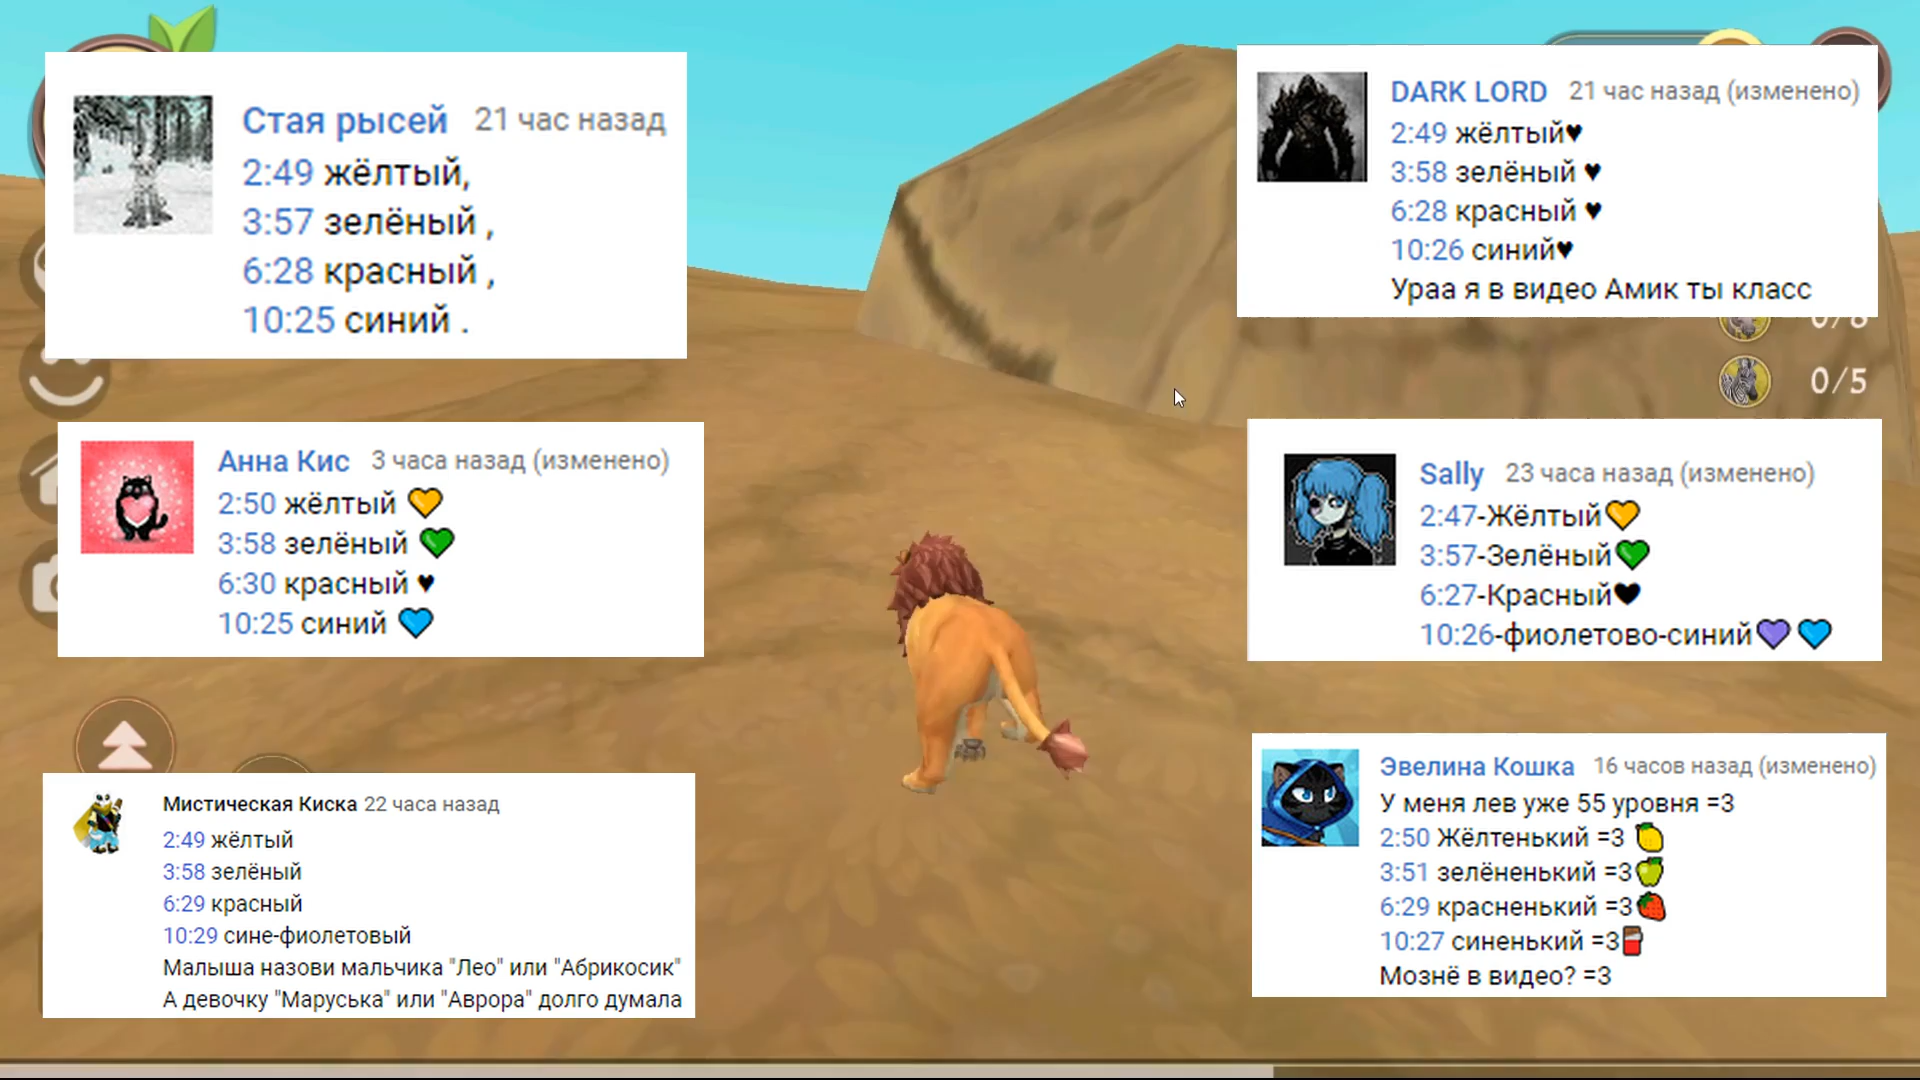 Стая рысей 21 час назад
2:49 жёлтый,
3:57 зелёный ,
6:28 красный ,
10:25 синий .
DARK LORD 21 час назад (изменено)
2:49 жёлтый♥
3:58 зелёный ♥
6:28 красный ♥
10:26 синий♥
Ураа я в видео Амик ты класс
0/8
0/5
Анна Кис 3 часа назад (изменено)
2:50 жёлтый 💛
3:58 зелёный 💚
6:30 красный ♥
10:25 синий 💙
Sally 23 часа назад (изменено)
2:47-Жёлтый💛
3:57-Зелёный💚
6:27-Красный🖤
10:26-фиолетово-синий💜💙
Мистическая Киска 22 часа назад
2:49 жёлтый
3:58 зелёный
6:29 красный
10:29 сине-фиолетовый
Малыша назови мальчика "Лео" или "Абрикосик"
А девочку "Маруська" или "Аврора" долго думала
Эвелина Кошка 16 часов назад (изменено)
У меня лев уже 55 уровня =3
2:50 Жёлтенький =3 🍋
3:51 зелёненький =3🍏
6:29 красненький =3🍓
10:27 синенький =3🍫
Мознё в видео? =3